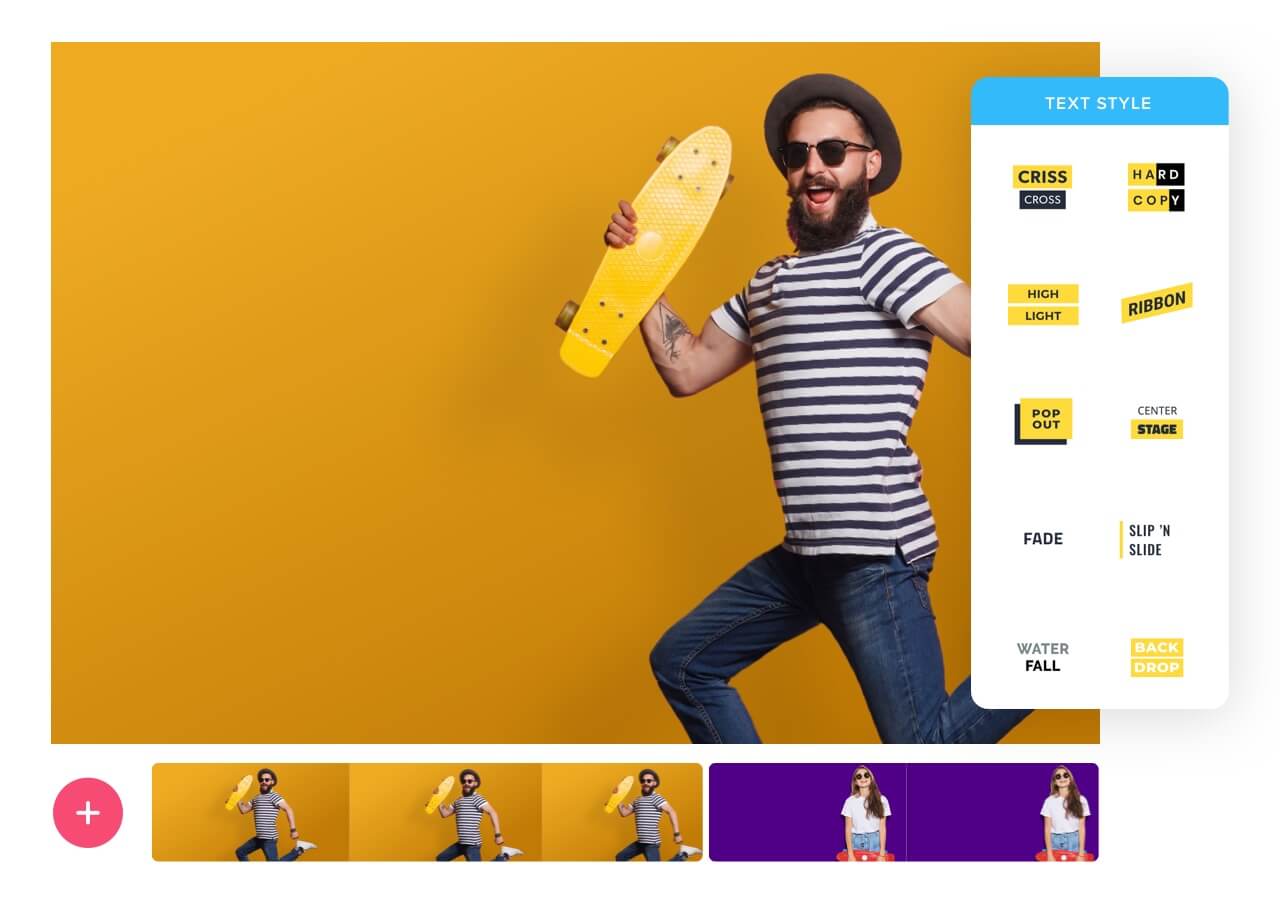 TEXT STYLE
CRISS
CROSS
HARD
COPY
HIGH
LIGHT
RIBBON
POP
OUT
CENTER
STAGE
FADE
SLIP ’N
SLIDE
WATER
FALL
BACK
DROP